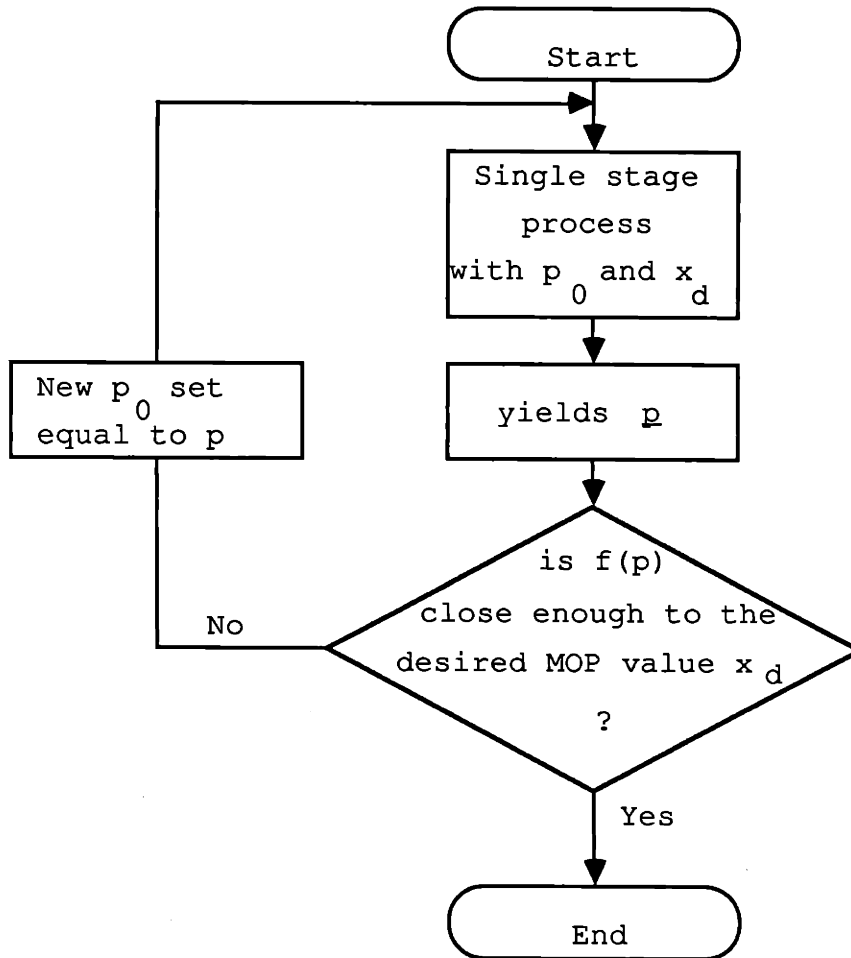 Start
Single stage
process
with p0 and xd
New p0 set
equal to p
yields p
is f(p)
close enough to the
desired MOP value xd
?
No
Yes
End